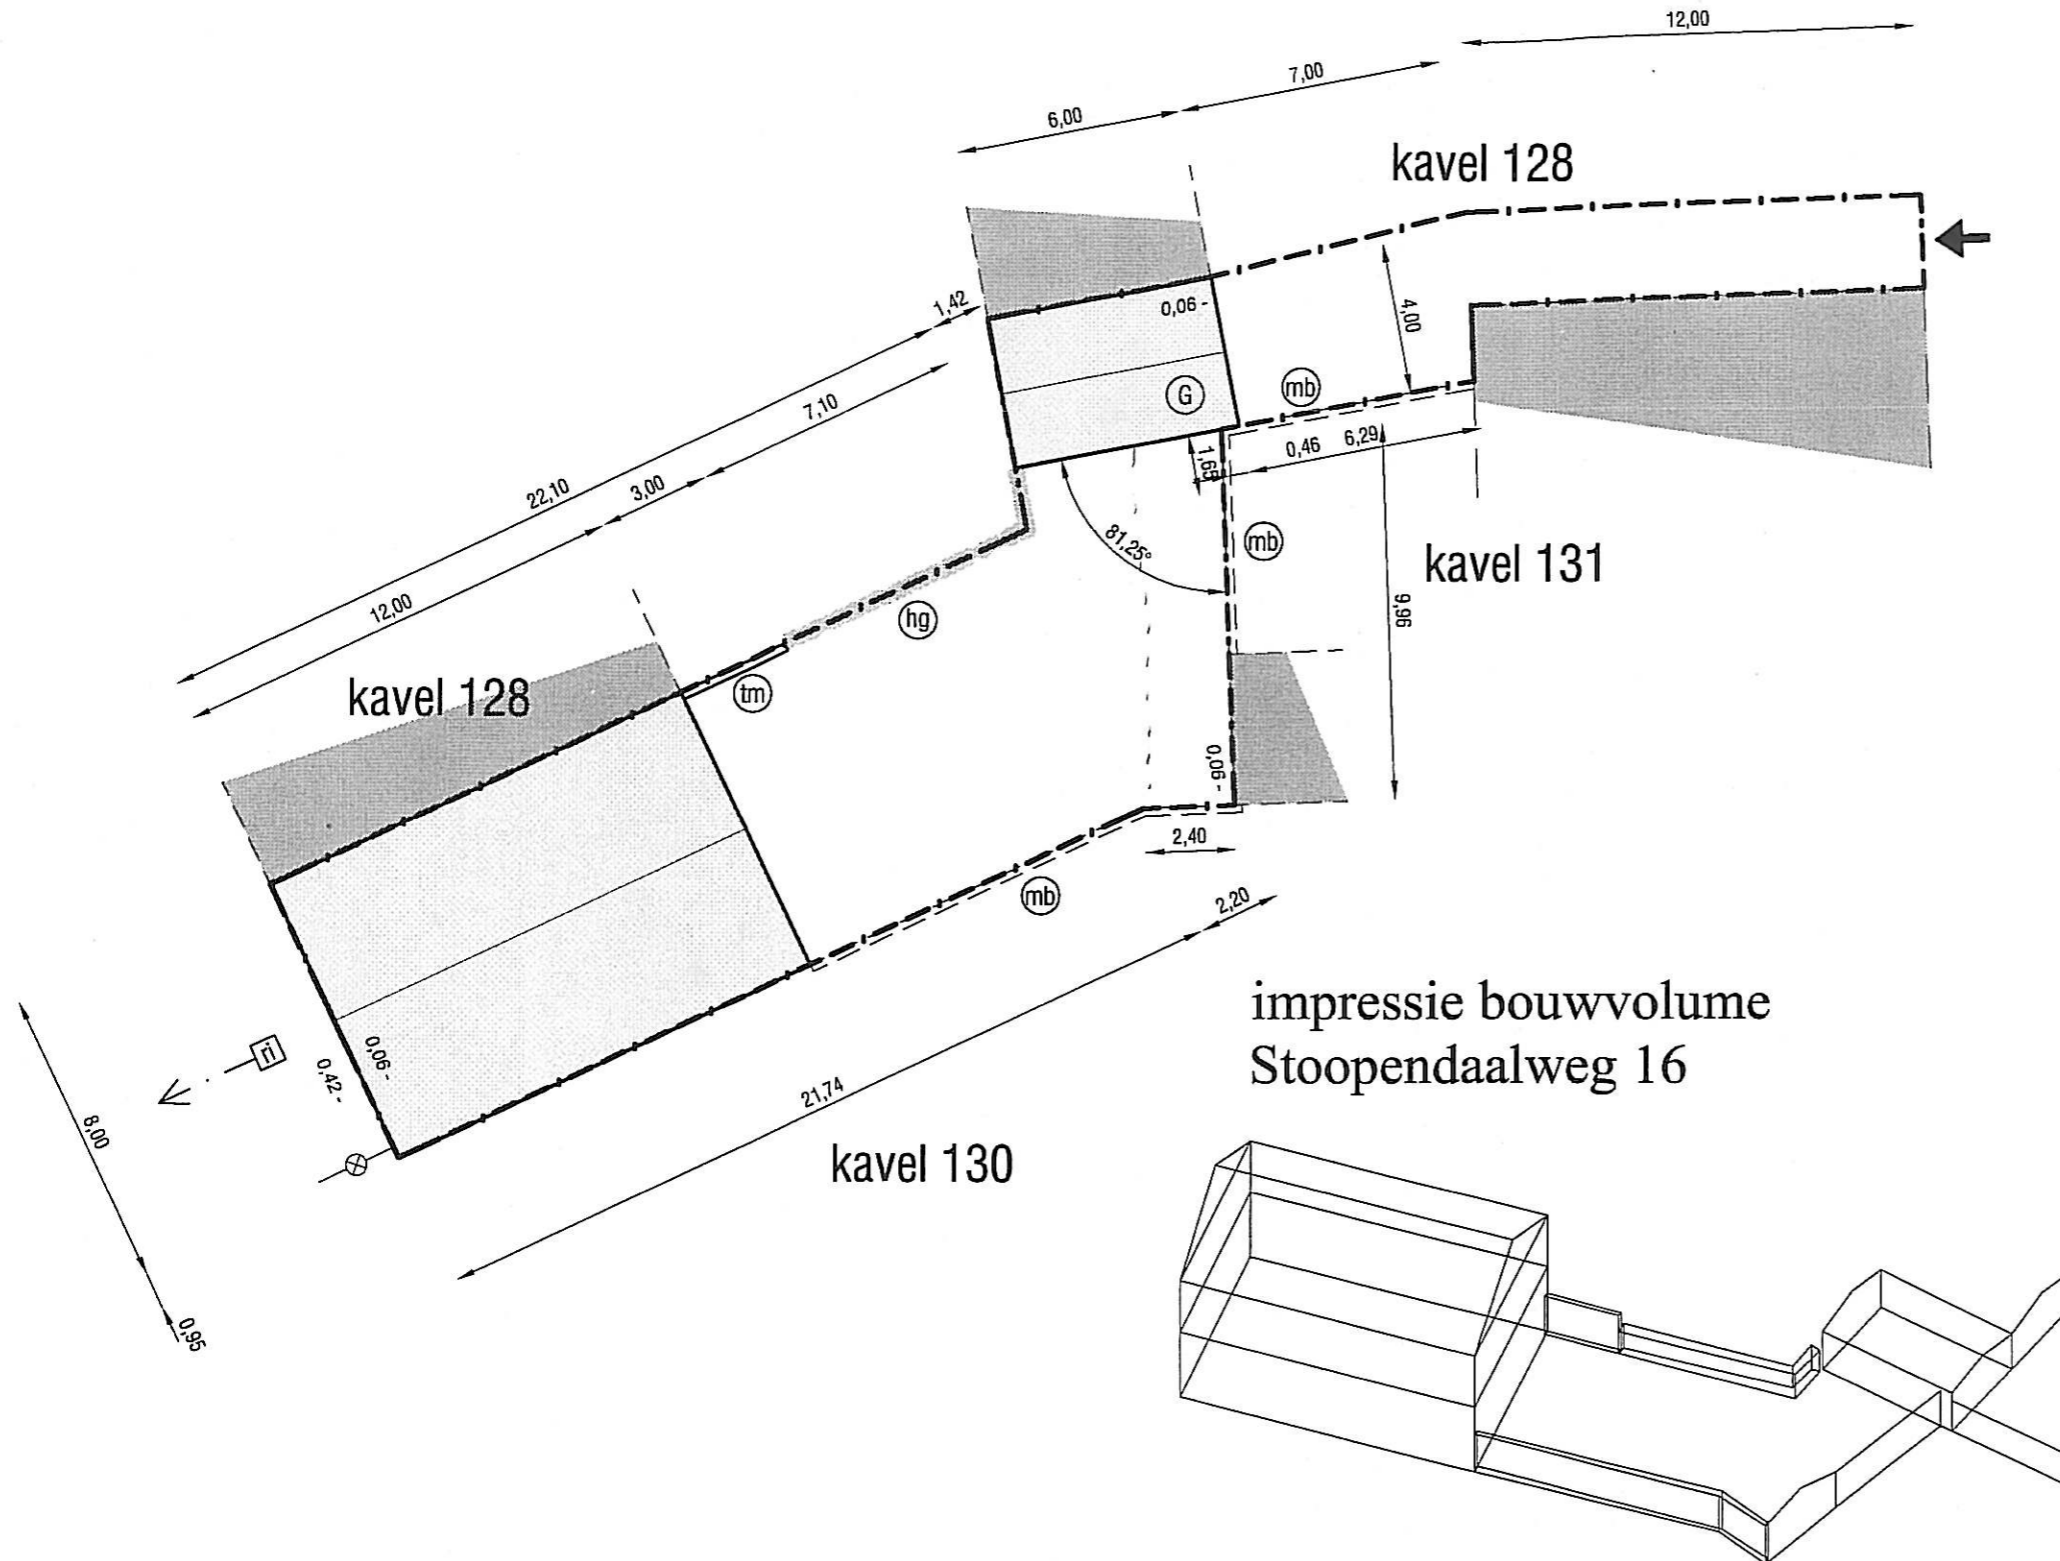 12,00
7,00
6,00
kavel 128
1,42
0,06 -
4,00
G
mb
7,10
22,10
3,00
1,65
0,46
6,29
81,25°
mb
kavel 131
9,96
12,00
hg
kavel 128
tm
0,06 -
2,40
mb
2,20
impressie bouwvolume
Stoopendaalweg 16
0,06 -
0,42 -
21,74
8,00
kavel 130
0,95